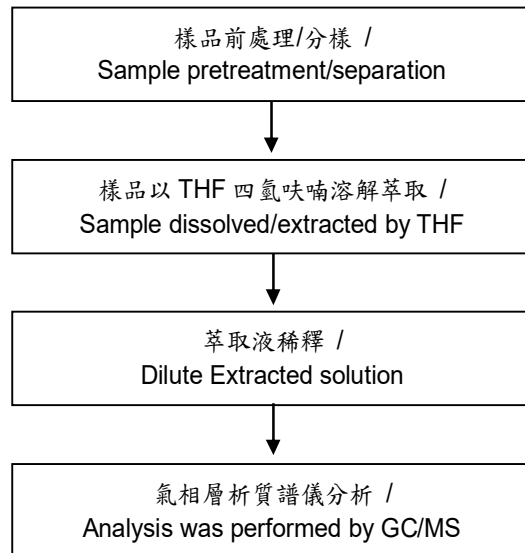 樣品前處理/分樣 /
Sample pretreatment/separation
樣品以 THF 四氫呋喃溶解萃取 /
Sample dissolved/extracted by THF
萃取液稀釋 /
Dilute Extracted solution
氣相層析質譜儀分析 /
Analysis was performed by GC/MS